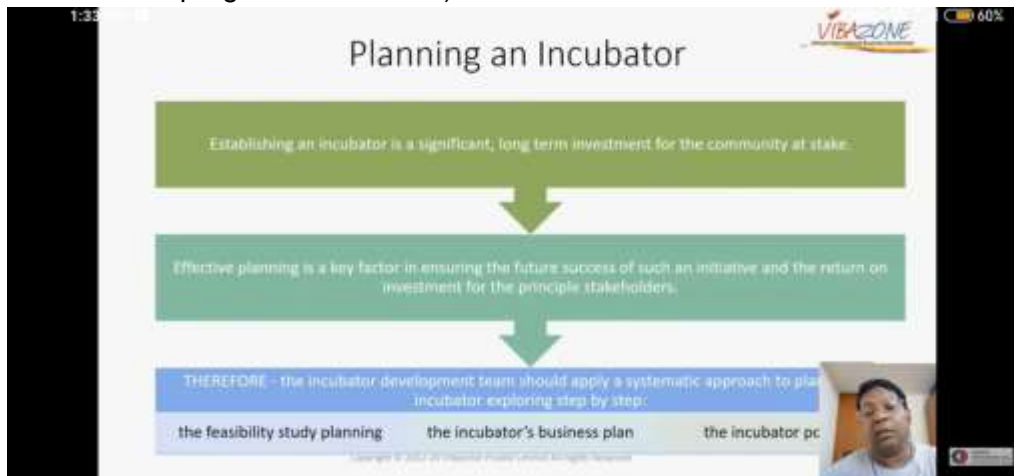 1:33
60%
VIBAZONE
Planning an Incubator
Establishing an incubator is a significant, long term investment for the community at stake.
Effective planning is a key factor in ensuring the future success of such an initiative and the return on
investment for the principle stakeholders.
THEREFORE - the incubator development team should apply a systematic approach to
incubator exploring step by step:
the feasibility study planning
the incubator's business plan
the incubator